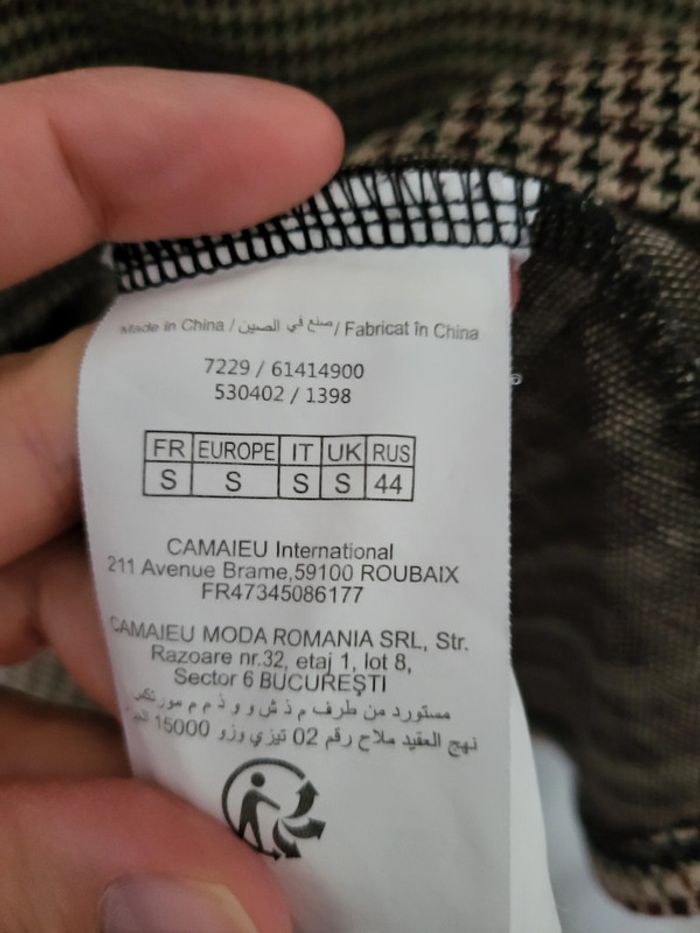 Made in China / صنع في الصين / Fabricat în China
7229 / 61414900
530402 / 1398
FR EUROPE IT UK RUS
S S S S 44
CAMAIEU International
211 Avenue Brame,59100 ROUBAIX
FR47345086177
CAMAIEU MODA ROMANIA SRL, Str.
Razoare nr.32, etaj 1, lot 8,
Sector 6 BUCUREŞTI
مستورد من طرف م ذ ش و و ذ م م
نهج العقيد ملاح رقم 02 تيزي وزو 15000